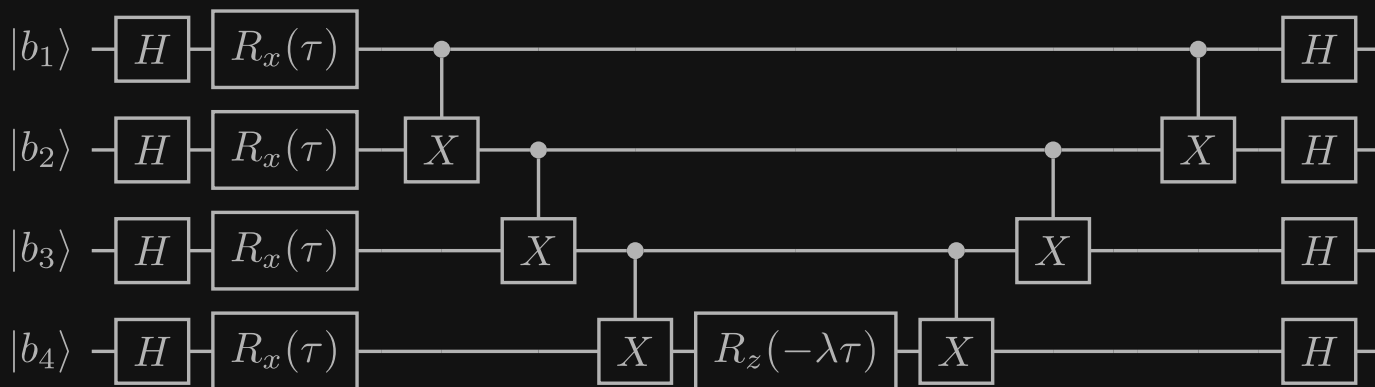 |b₁⟩ H Rₓ(τ) H
X X
|b₂⟩ H Rₓ(τ) H
X X
|b₃⟩ H Rₓ(τ) H
|b₄⟩ H Rₓ(τ) X R_z(−λτ) X H